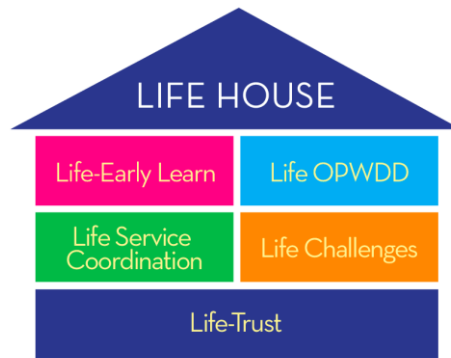 LIFE HOUSE
Life-Early Learn
Life OPWDD
Life Service
Coordination
Life Challenges
Life-Trust